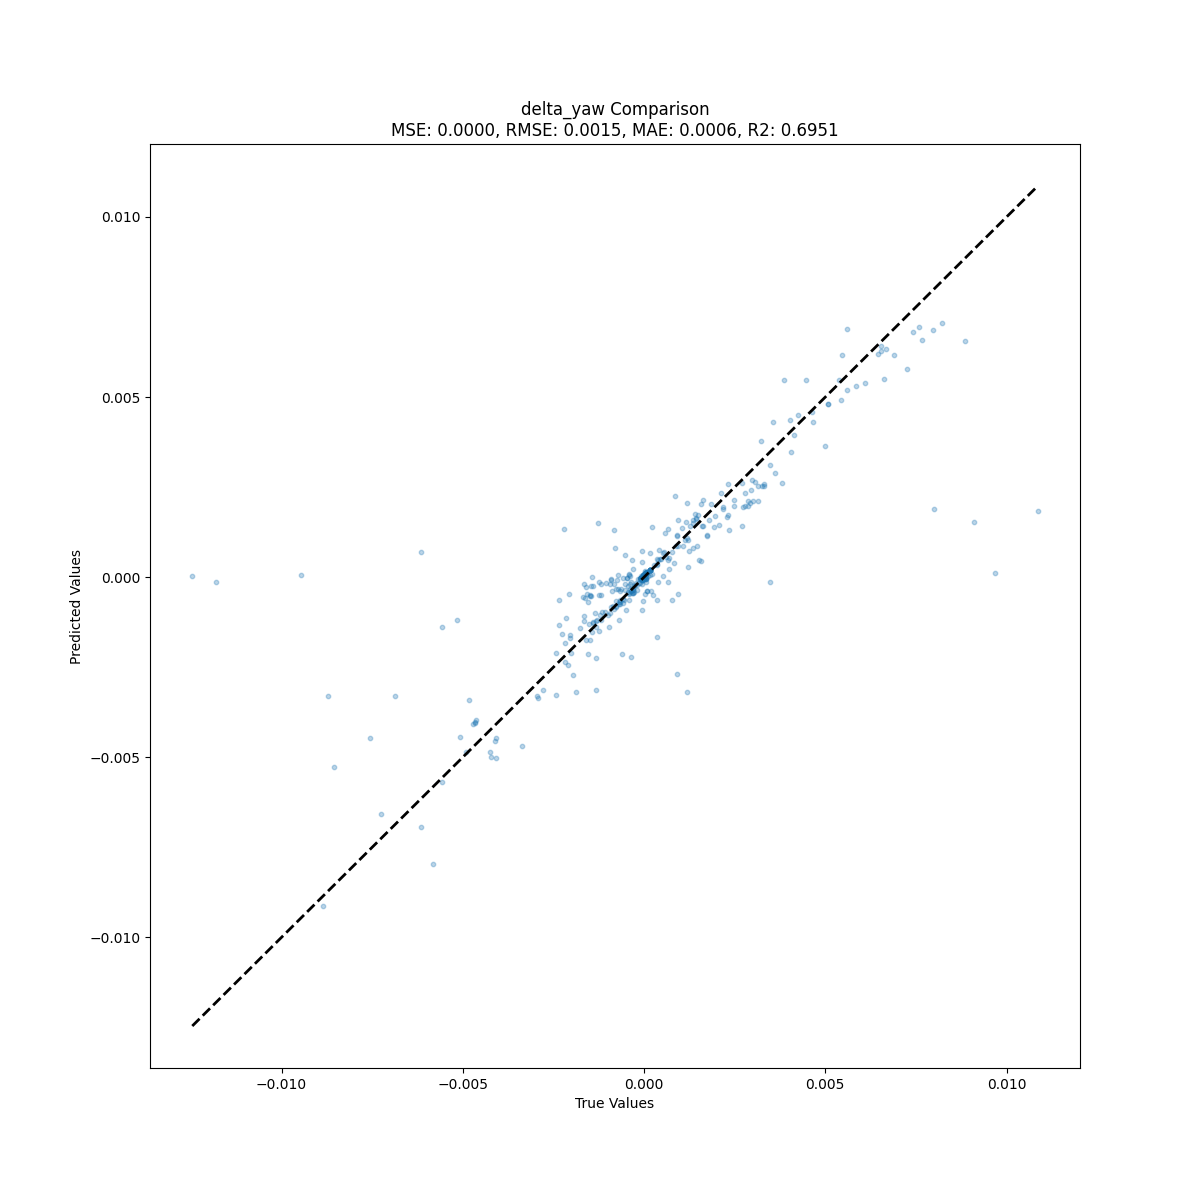 delta_yaw Comparison
MSE: 0.0000, RMSE: 0.0015, MAE: 0.0006, R2: 0.6951
0.010
0.005
0.000
−0.005
−0.010
Predicted Values
−0.010 −0.005 0.000 0.005 0.010
True Values